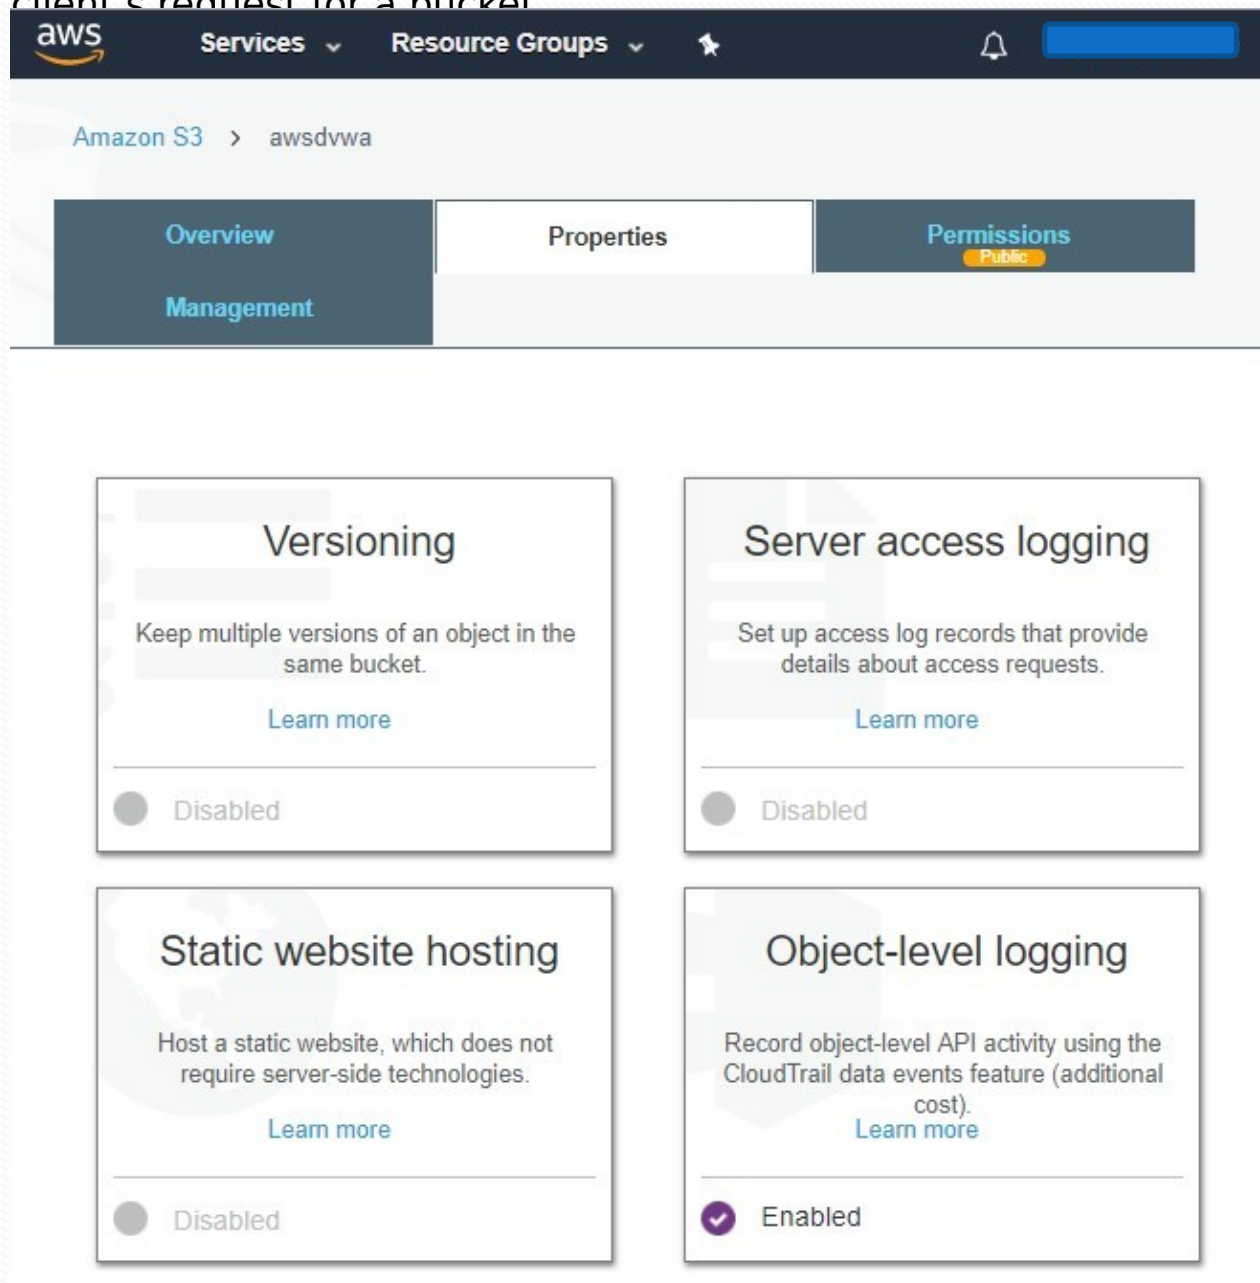 client's request for a bucket
aws Services Resource Groups
Amazon S3 > awsdvwa
Overview Properties Permissions
Public
Management
Versioning
Keep multiple versions of an object in the
same bucket.
Learn more
Disabled
Server access logging
Set up access log records that provide
details about access requests.
Learn more
Disabled
Static website hosting
Host a static website, which does not
require server-side technologies.
Learn more
Disabled
Object-level logging
Record object-level API activity using the
CloudTrail data events feature (additional
cost).
Learn more
Enabled